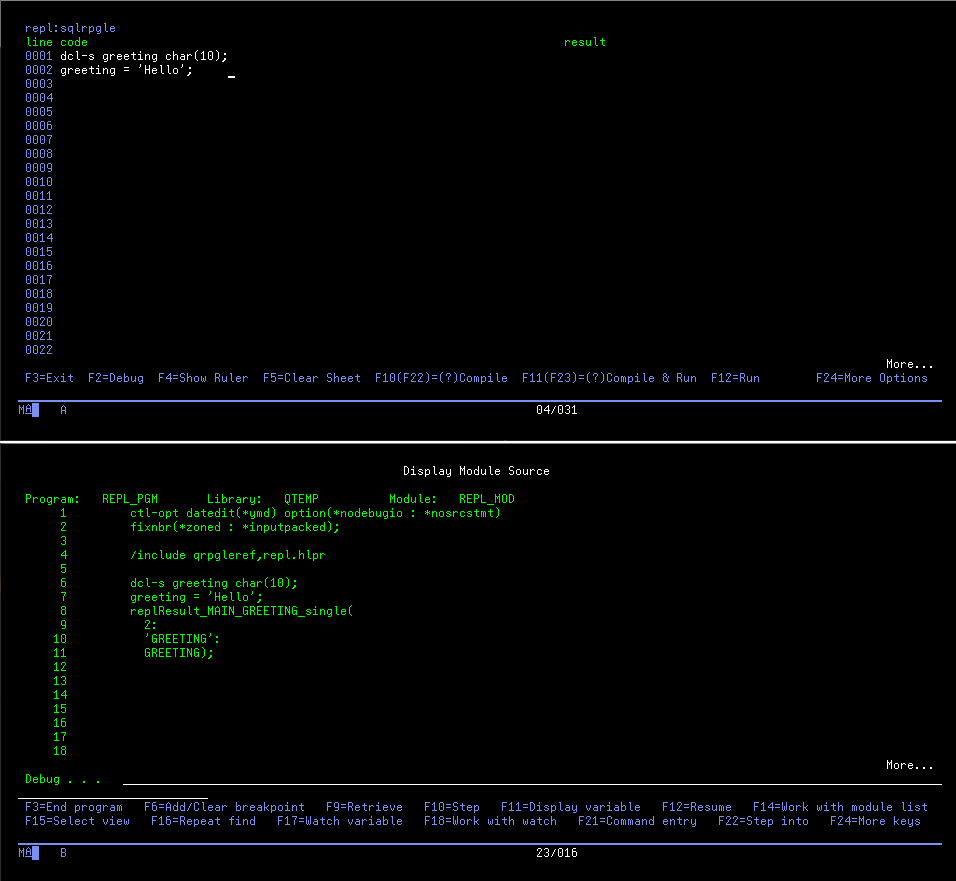 repl:sqlrpgle
line code result
0001 dcl-s greeting char(10);
0002 greeting = 'Hello';
0003
0004
0005
0006
0007
0008
0009
0010
0011
0012
0013
0014
0015
0016
0017
0018
0019
0020
0021
0022
More...
F3=Exit F2=Debug F4=Show Ruler F5=Clear Sheet F10(F22)=(?)Compile F11(F23)=(?)Compile & Run F12=Run F24=More Options
MA A 04/031
Display Module Source
Program: REPL_PGM Library: QTEMP Module: REPL_MOD
1 ctl-opt datedit(*ymd) option(*nodebugio : *nosrcstmt)
2 fixnbr(*zoned : *inputpacked);
3
4 /include qrpgleref,repl.hlpr
5
6 dcl-s greeting char(10);
7 greeting = 'Hello';
8 replResult_MAIN_GREETING_single(
9 2:
10 'GREETING':
11 GREETING);
12
13
14
15
16
17
18
More...
Debug . . .
F3=End program F6=Add/Clear breakpoint F9=Retrieve F10=Step F11=Display variable F12=Resume F14=Work with module list
F15=Select view F16=Repeat find F17=Watch variable F18=Work with watch F21=Command entry F22=Step into F24=More keys
MA B 23/016